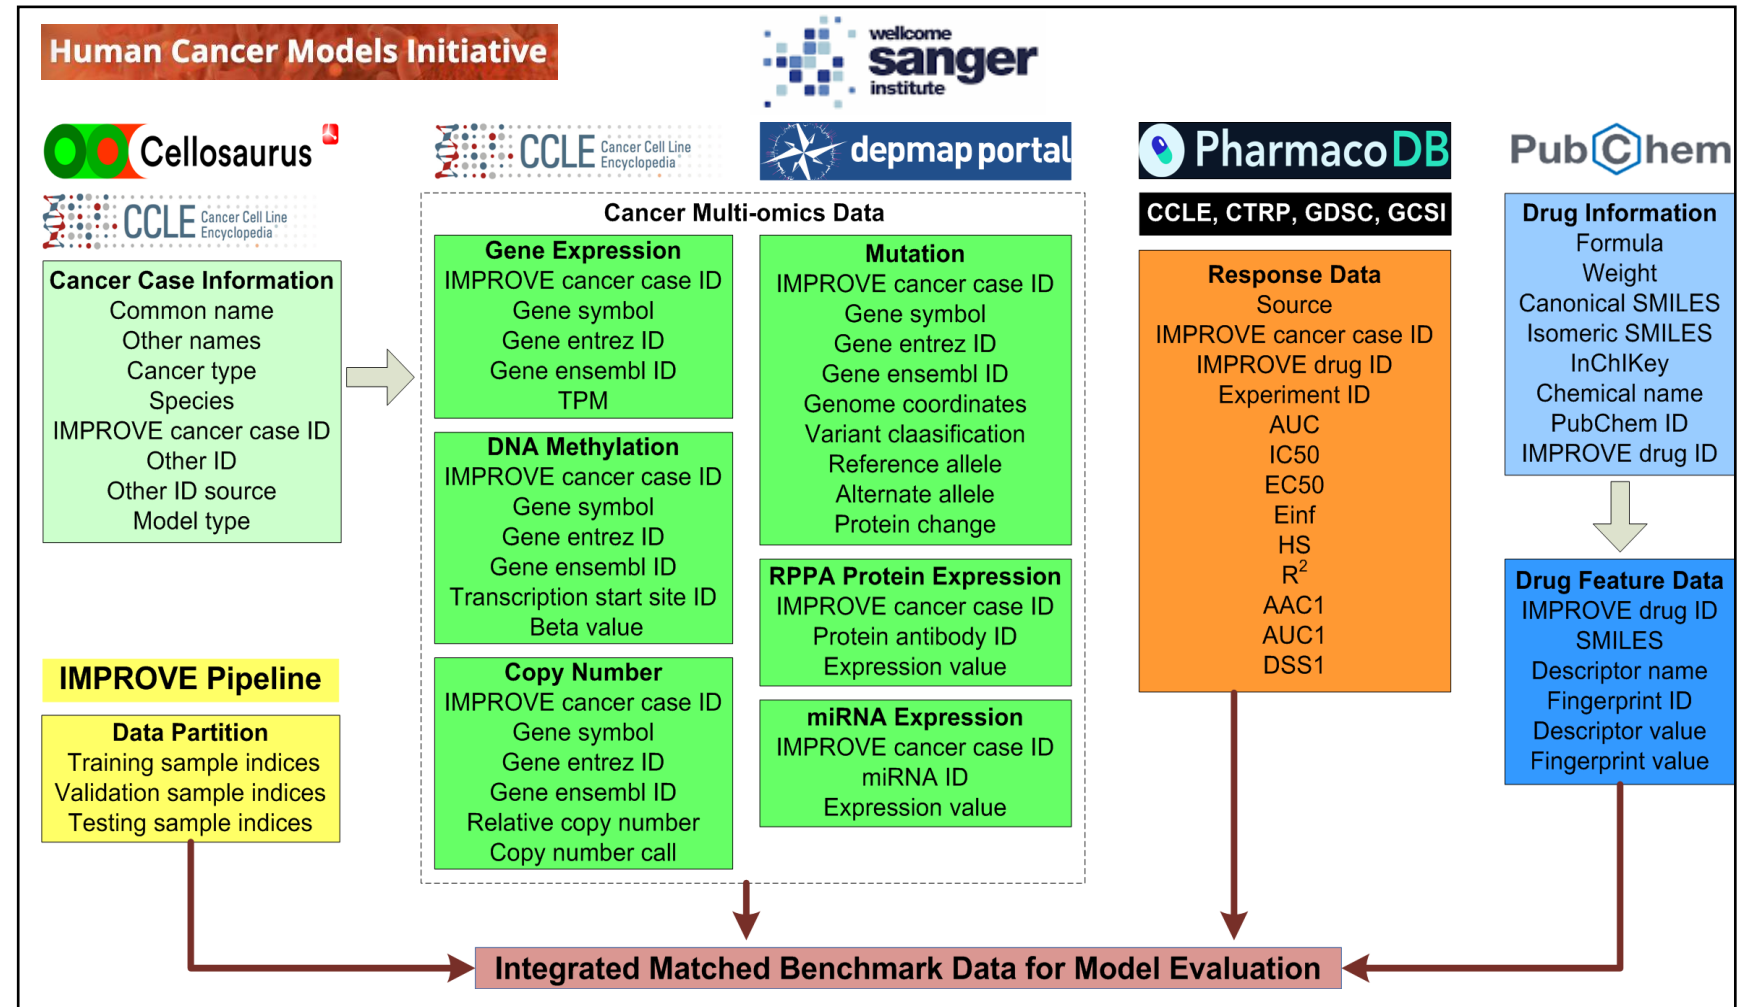 Human Cancer Models Initiative
wellcome
sanger
institute
Cellosaurus
CCLE Cancer Cell Line
Encyclopedia
CCLE Cancer Cell Line
Encyclopedia
depmap portal
PharmacoDB
PubChem
Cancer Case Information
Common name
Other names
Cancer type
Species
IMPROVE cancer case ID
Other ID
Other ID source
Model type
IMPROVE Pipeline
Data Partition
Training sample indices
Validation sample indices
Testing sample indices
Cancer Multi-omics Data
Gene Expression
IMPROVE cancer case ID
Gene symbol
Gene entrez ID
Gene ensembl ID
TPM
DNA Methylation
IMPROVE cancer case ID
Gene symbol
Gene entrez ID
Gene ensembl ID
Transcription start site ID
Beta value
Copy Number
IMPROVE cancer case ID
Gene symbol
Gene entrez ID
Gene ensembl ID
Relative copy number
Copy number call
Mutation
IMPROVE cancer case ID
Gene symbol
Gene entrez ID
Gene ensembl ID
Genome coordinates
Variant claasification
Reference allele
Alternate allele
Protein change
RPPA Protein Expression
IMPROVE cancer case ID
Protein antibody ID
Expression value
miRNA Expression
IMPROVE cancer case ID
miRNA ID
Expression value
CCLE, CTRP, GDSC, GCSI
Response Data
Source
IMPROVE cancer case ID
IMPROVE drug ID
Experiment ID
AUC
IC50
EC50
Einf
HS
R²
AAC1
AUC1
DSS1
Drug Information
Formula
Weight
Canonical SMILES
Isomeric SMILES
InChIKey
Chemical name
PubChem ID
IMPROVE drug ID
Drug Feature Data
IMPROVE drug ID
SMILES
Descriptor name
Fingerprint ID
Descriptor value
Fingerprint value
Integrated Matched Benchmark Data for Model Evaluation